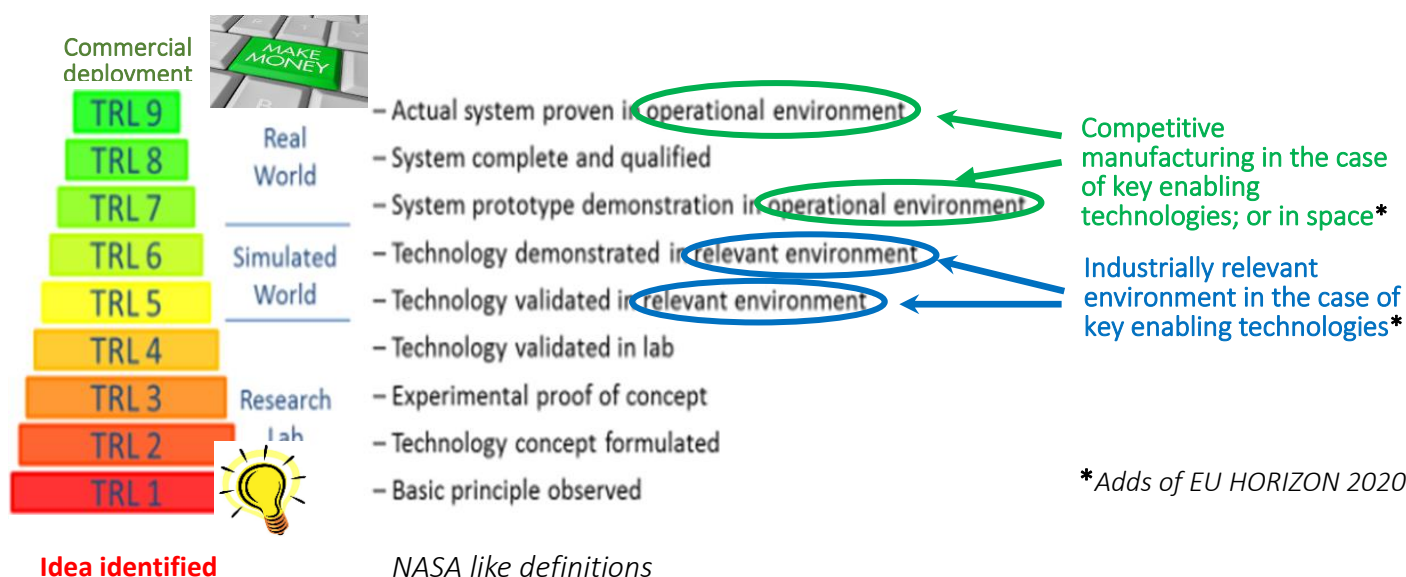 Commercial
deployment
MAKE
MONEY
TRL 9
– Actual system proven in operational environment
Real
World
TRL 8
– System complete and qualified
TRL 7
– System prototype demonstration in operational environment
Competitive
manufacturing in the case
of key enabling
technologies; or in space*
TRL 6
– Technology demonstrated in relevant environment
Simulated
World
TRL 5
– Technology validated in relevant environment
Industrially relevant
environment in the case of
key enabling technologies*
TRL 4
– Technology validated in lab
TRL 3
– Experimental proof of concept
Research
Lab
TRL 2
– Technology concept formulated
TRL 1
– Basic principle observed
*Adds of EU HORIZON 2020
Idea identified
NASA like definitions